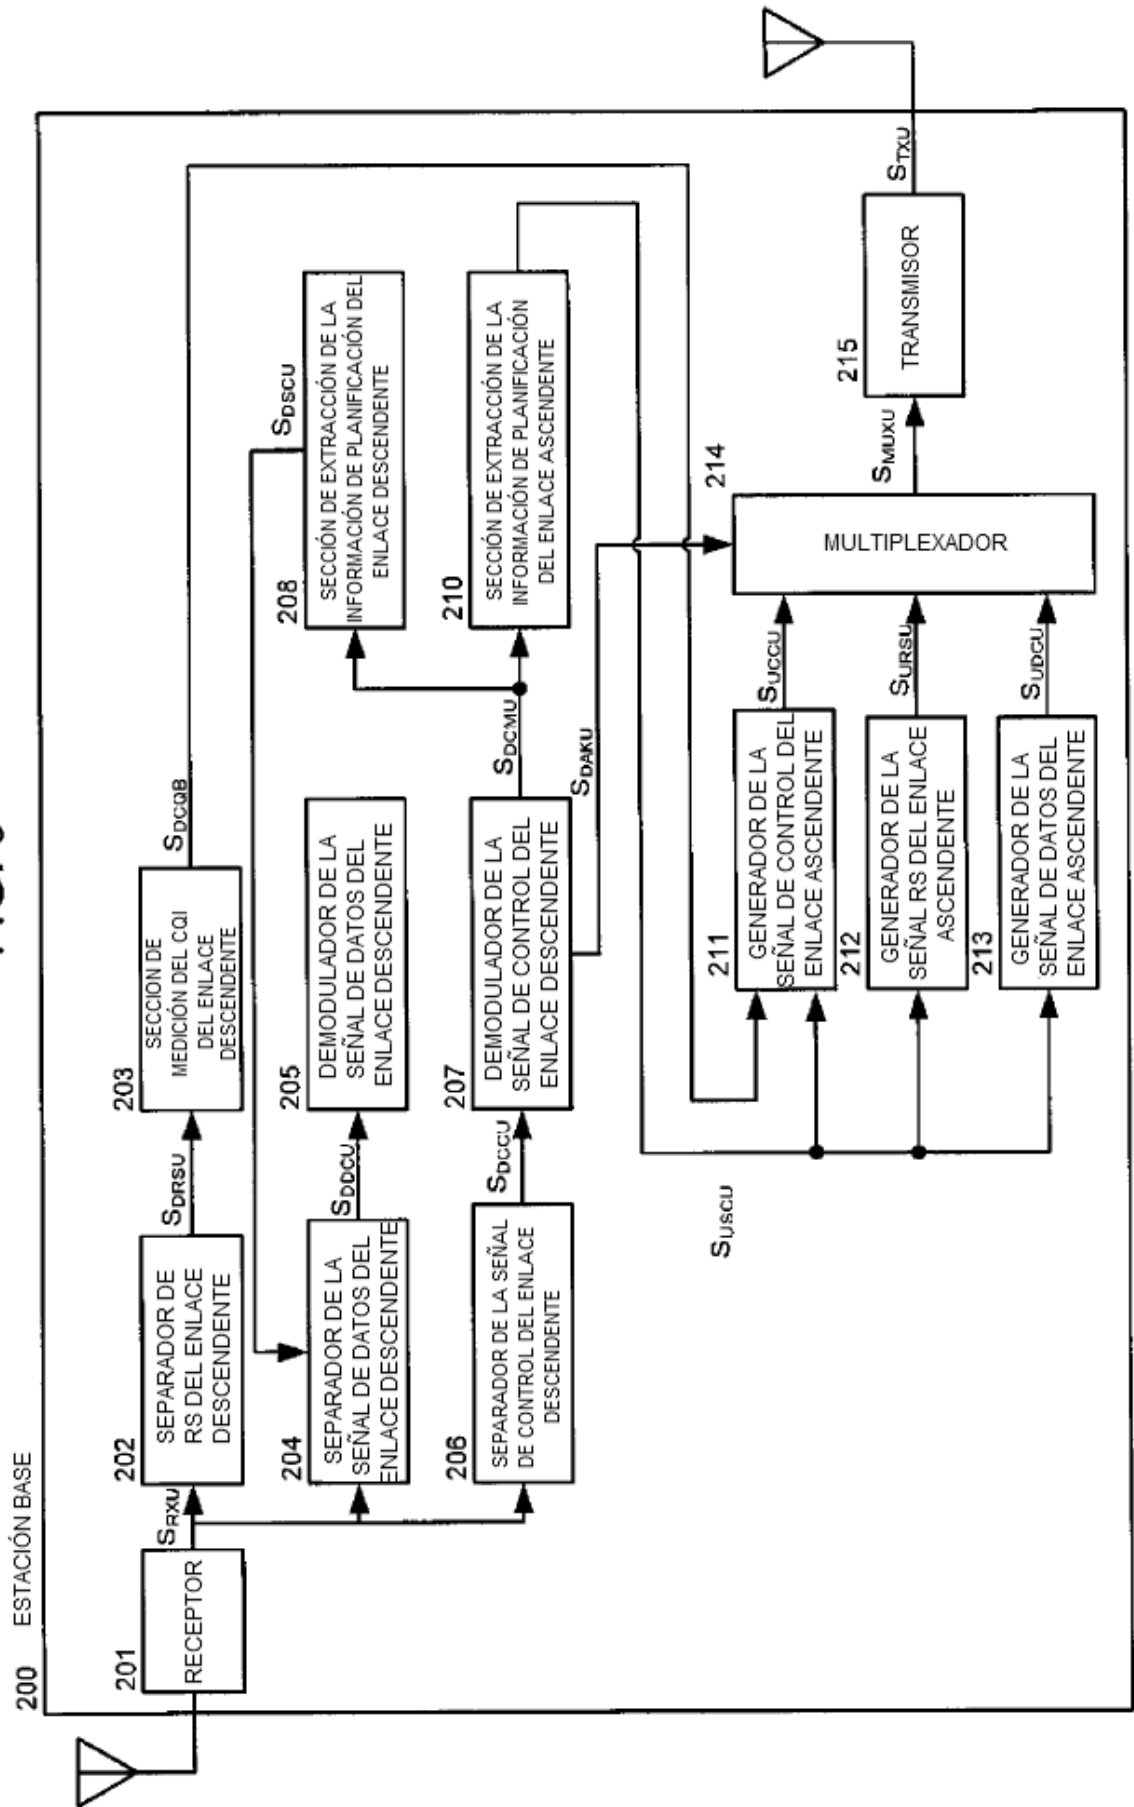 200 ESTACIÓN BASE
201
RECEPTOR
SRXU
202
SEPARADOR DE
RS DEL ENLACE
DESCENDENTE
SDRSU
203
SECCION DE
MEDICIÓN DEL CQI
DEL ENLACE
DESCENDENTE
SDCQB
204
SEPARADOR DE LA
SEÑAL DE DATOS DEL
ENLACE DESCENDENTE
SDDCU
205
DEMODULADOR DE LA
SEÑAL DE DATOS DEL
ENLACE DESCENDENTE
206
SEPARADOR DE LA SEÑAL
DE CONTROL DEL ENLACE
DESCENDENTE
SDCCU
207
DEMODULADOR DE LA
SEÑAL DE CONTROL DEL
ENLACE DESCENDENTE
SDCMU
SDAKU
208
SECCIÓN DE EXTRACCIÓN DE LA
INFORMACIÓN DE PLANIFICACIÓN DEL
ENLACE DESCENDENTE
SDSCU
210
SECCIÓN DE EXTRACCIÓN DE LA
INFORMACIÓN DE PLANIFICACIÓN
DEL ENLACE ASCENDENTE
SUSCU
211
GENERADOR DE LA
SEÑAL DE CONTROL DEL
ENLACE ASCENDENTE
SUCCU
212
GENERADOR DE LA
SEÑAL RS DEL ENLACE
ASCENDENTE
SURSU
213
GENERADOR DE LA
SEÑAL DE DATOS DEL
ENLACE ASCENDENTE
SUDCU
214
MULTIPLEXADOR
SMUXU
215
TRANSMISOR
STXU